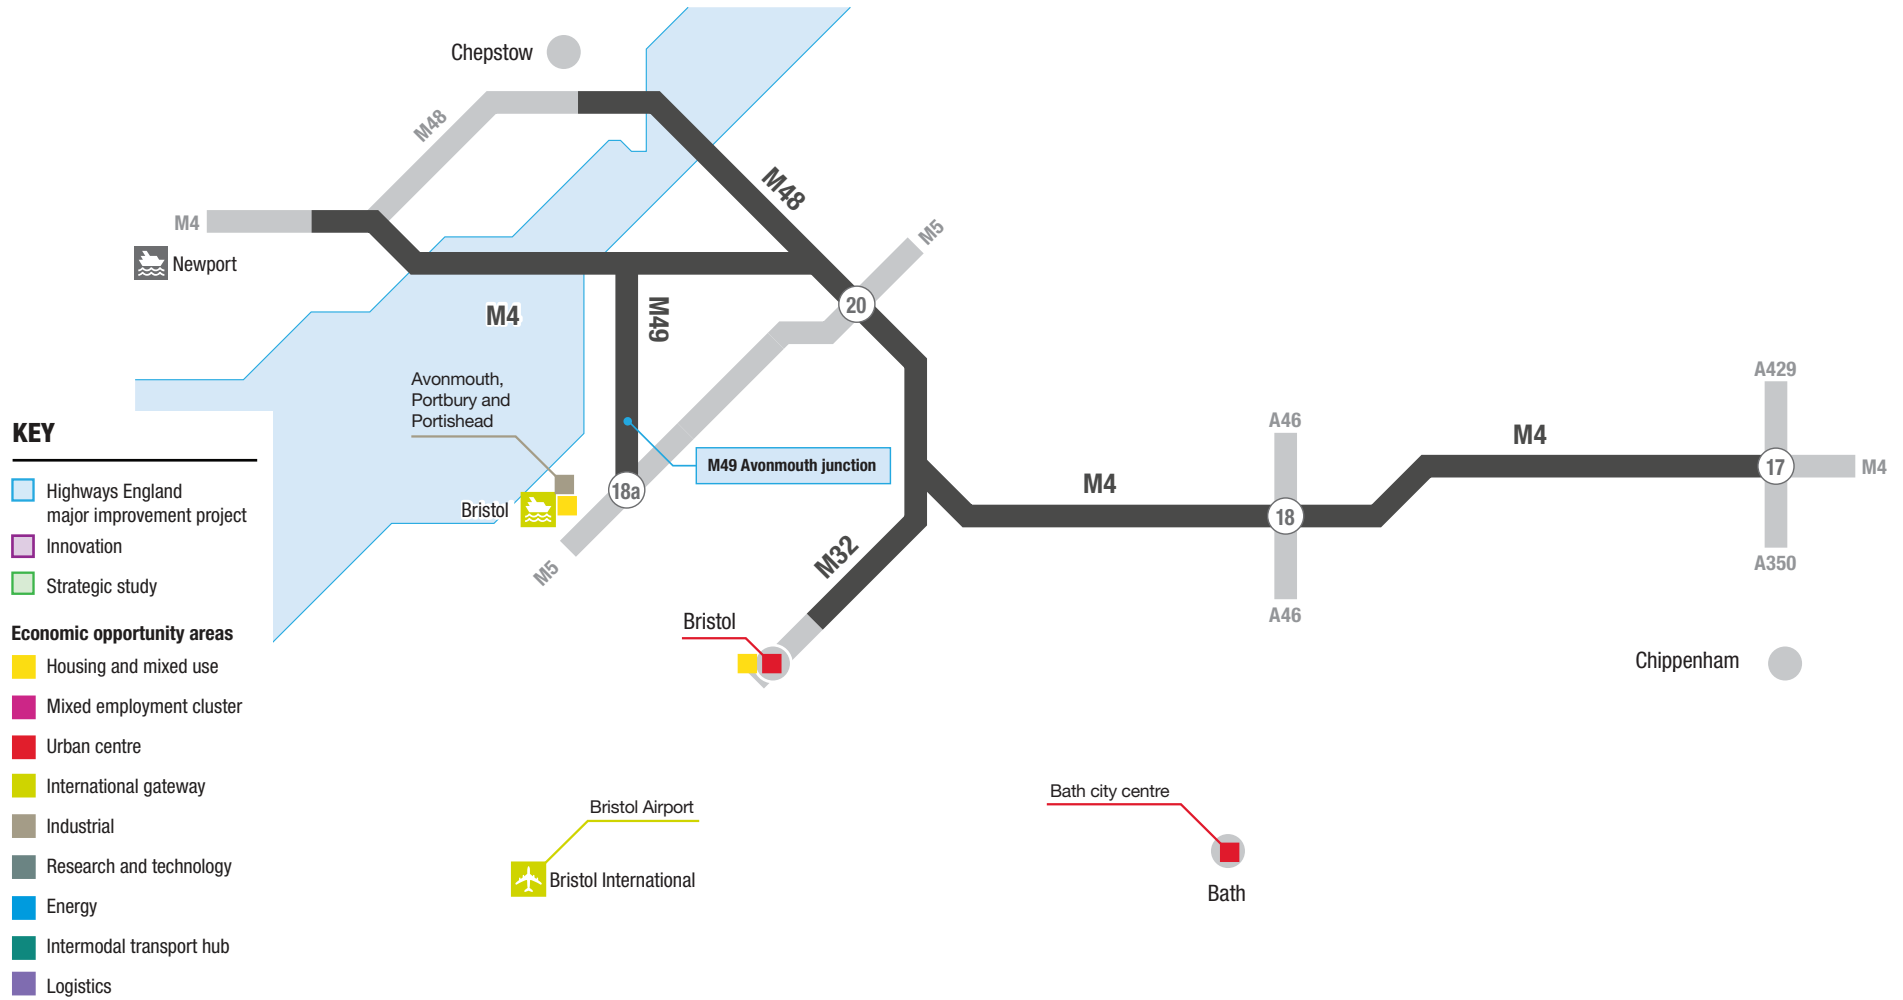 Chepstow
M48
M48
M4
Newport
M5
20
M4
M49
Avonmouth,
Portbury and
Portishead
M49 Avonmouth junction
18a
Bristol
M5
M32
Bristol
A46
M4
18
A46
M4
A429
17
M4
A350
Chippenham
Bristol Airport
Bristol International
Bath city centre
Bath
KEY
Highways England
major improvement project
Innovation
Strategic study
Economic opportunity areas
Housing and mixed use
Mixed employment cluster
Urban centre
International gateway
Industrial
Research and technology
Energy
Intermodal transport hub
Logistics